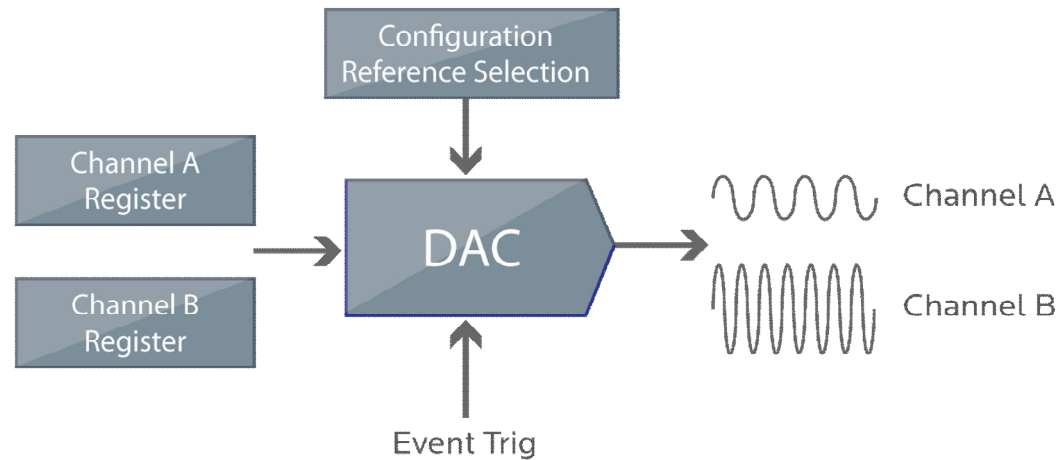 Configuration
Reference Selection
Channel A
Register
Channel B
Register
DAC
Event Trig
Channel A
Channel B